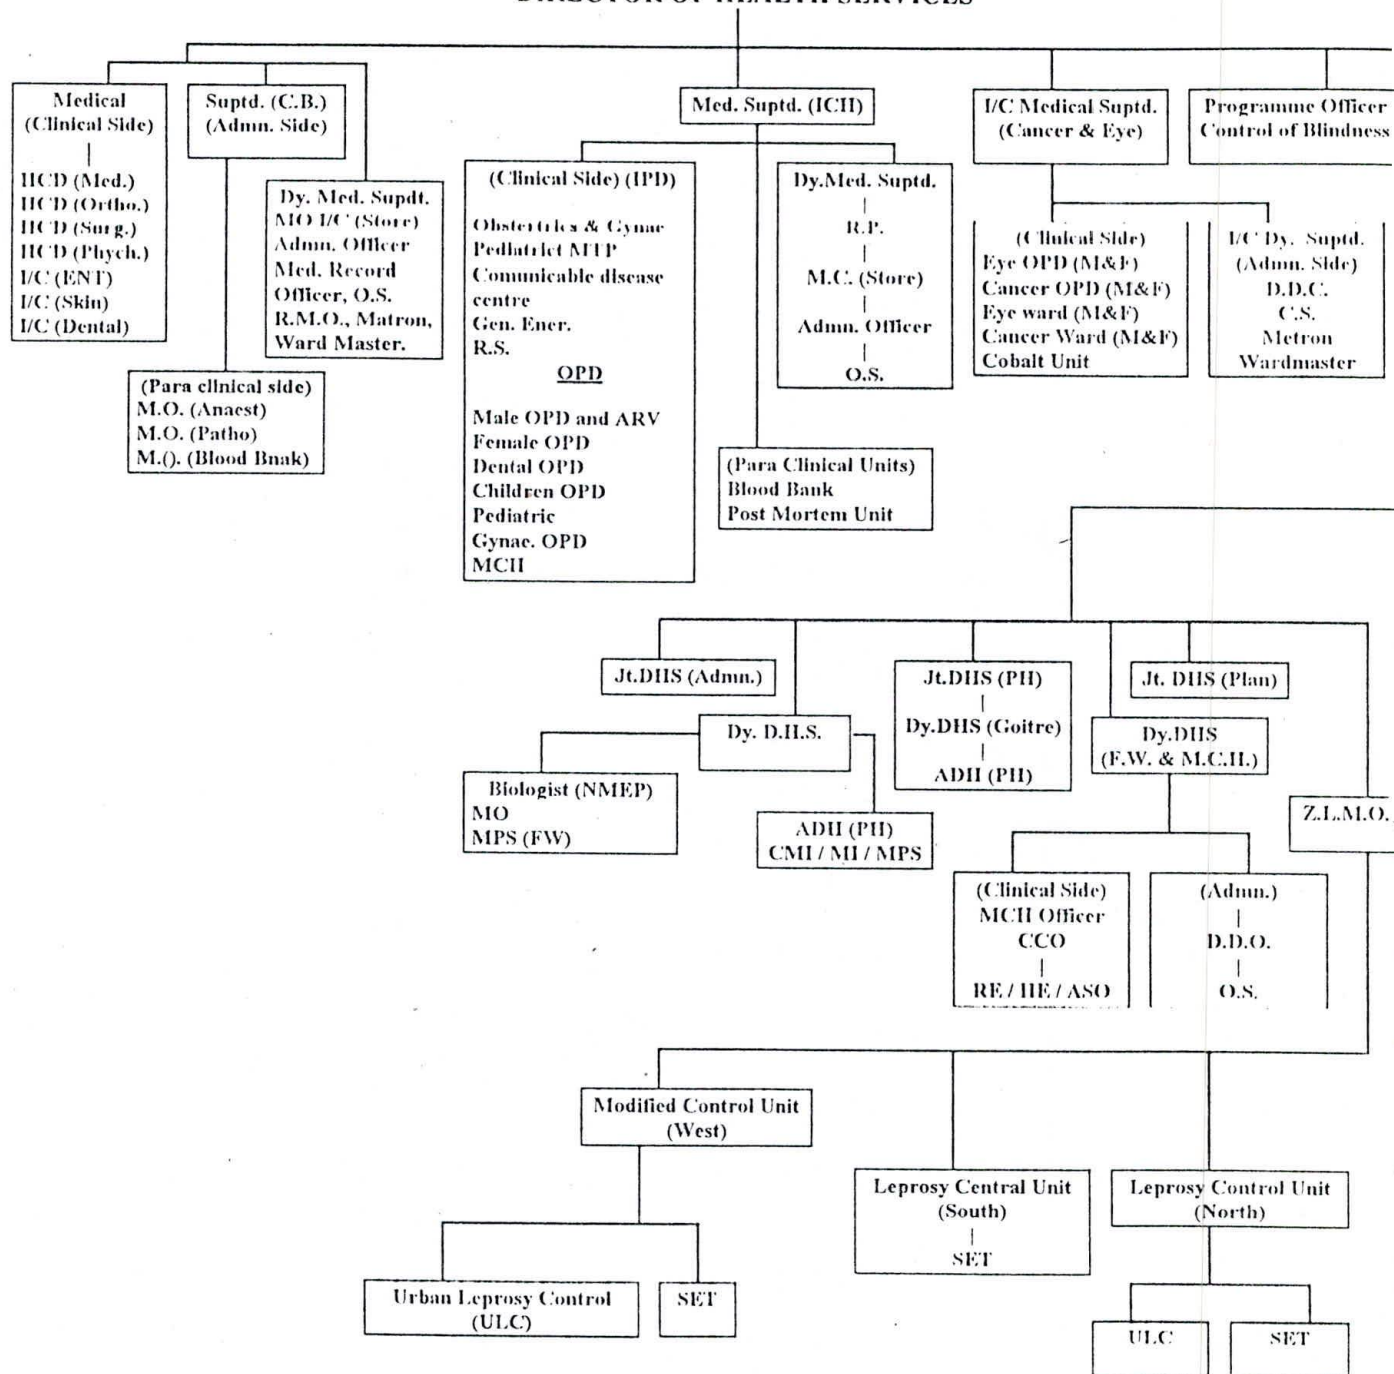 DIRECTOR OF HEALTH SERVICES
Medical
(Clinical Side)
HCD (Med.)
HCD (Ortho.)
HCD (Surg.)
HCD (Phych.)
I/C (ENT)
I/C (Skin)
I/C (Dental)
Suptd. (C.B.)
(Admn. Side)
Dy. Med. Supdt.
MO I/C (Store)
Admn. Officer
Med. Record
Officer, O.S.
R.M.O., Matron,
Ward Master.
(Para clinical side)
M.O. (Anaest)
M.O. (Patho)
M.O. (Blood Bnak)
Med. Suptd. (ICH)
(Clinical Side) (IPD)
Obstertrics & Gynae
Pediatrict MTP
Comunicable disease
centre
Gen. Ener.
R.S.
OPD
Male OPD and ARV
Female OPD
Dental OPD
Children OPD
Pediatric
Gynae. OPD
MCH
Dy.Med. Suptd.
R.P.
M.C. (Store)
Admn. Officer
O.S.
(Para Clinical Units)
Blood Bank
Post Mortem Unit
I/C Medical Suptd.
(Cancer & Eye)
(Clinical Side)
Eye OPD (M&F)
Cancer OPD (M&F)
Eye ward (M&F)
Cancer Ward (M&F)
Cobalt Unit
I/C Dy. Suptd.
(Admn. Side)
D.D.C.
C.S.
Metron
Wardmaster
Programme Officer
Control of Blindness
Jt.DHS (Admn.)
Dy. D.H.S.
Biologist (NMEP)
MO
MPS (FW)
ADH (PH)
CMI / MI / MPS
Jt.DHS (PH)
Dy.DHS (Goitre)
ADH (PH)
Jt. DHS (Plan)
Dy.DHS
(F.W. & M.C.H.)
(Clinical Side)
MCH Officer
CCO
RE / HE / ASO
(Admn.)
D.D.O.
O.S.
Z.L.M.O.
Modified Control Unit
(West)
Urban Leprosy Control
(ULC)
SET
Leprosy Central Unit
(South)
SET
Leprosy Control Unit
(North)
ULC
SET